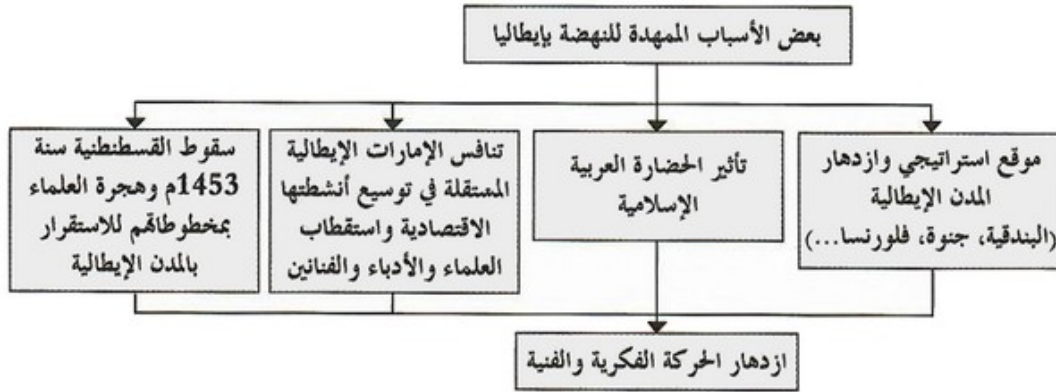 بعض الأسباب الممهدة للنهضة بإيطاليا
موقع استراتيجي وازدهار
المدن الإيطالية
(البندقية، جنوة، فلورنسا...)
تأثير الحضارة العربية
الإسلامية
تنافس الإمارات الإيطالية
المستقلة في توسيع أنشطتها
الاقتصادية واستقطاب
العلماء والأدباء والفنانين
سقوط القسطنطنية سنة
1453م وهجرة العلماء
بمخطوطاتهم للاستقرار
بالمدن الإيطالية
ازدهار الحركة الفكرية والفنية